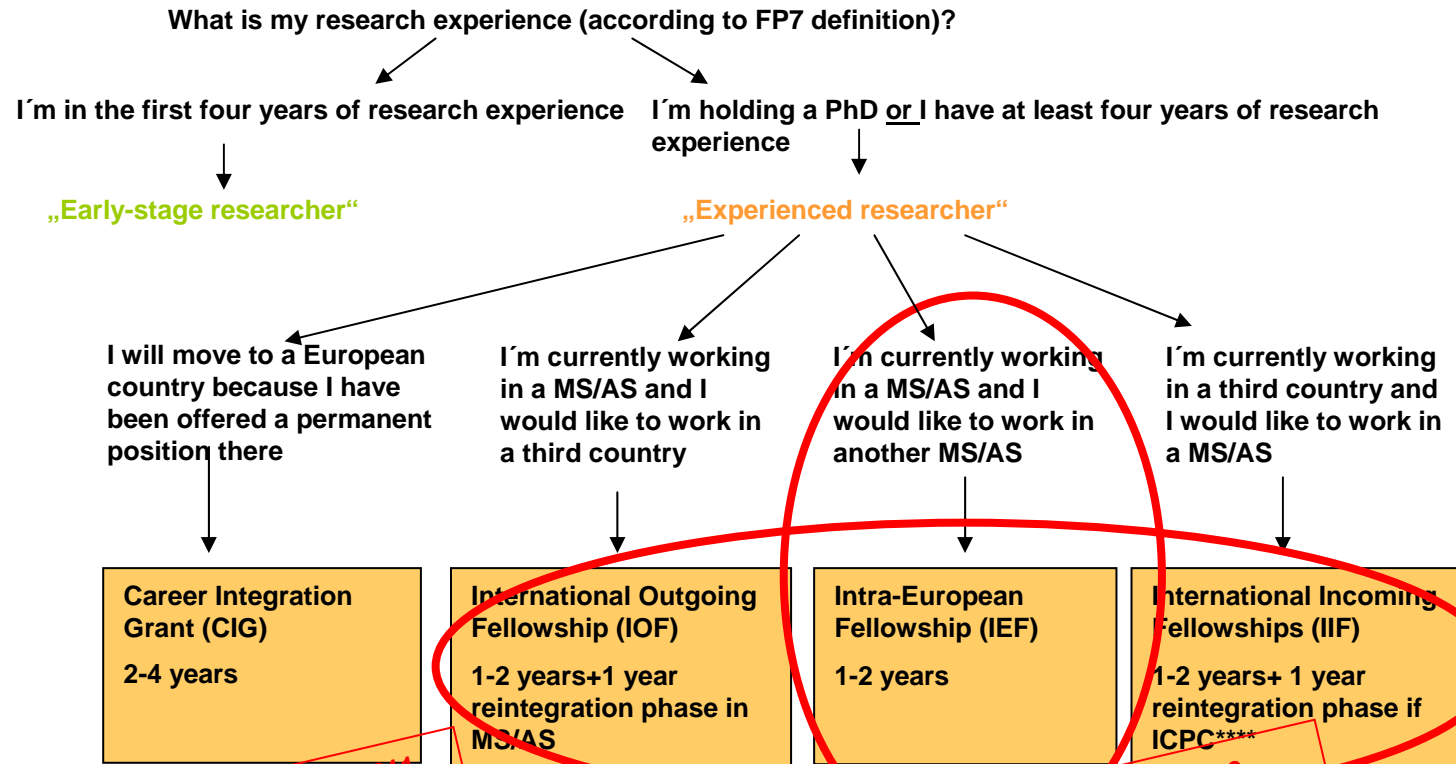 What is my research experience (according to FP7 definition)?
I´m in the first four years of research experience
I´m holding a PhD or I have at least four years of research
experience
„Early-stage researcher“
„Experienced researcher“
I will move to a European
country because I have
been offered a permanent
position there
I´m currently working
in a MS/AS and I
would like to work in
a third country
I´m currently working
in a MS/AS and I
would like to work in
another MS/AS
I´m currently working
in a third country and
I would like to work in
a MS/AS
Career Integration
Grant (CIG)
2-4 years
International Outgoing
Fellowship (IOF)
1-2 years+1 year
reintegration phase in
MS/AS
Intra-European
Fellowship (IEF)
1-2 years
International Incoming
Fellowships (IIF)
1-2 years+ 1 year
reintegration phase if
ICPC****